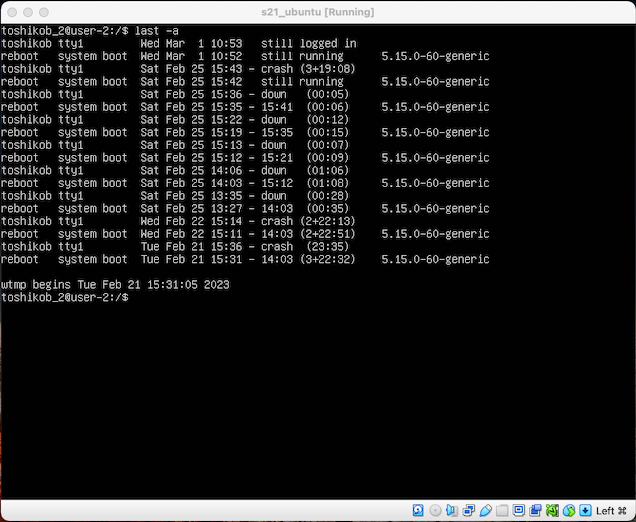 s21_ubuntu [Running]
toshikob_2@user-2:/$ last -a
toshikob tty1         Wed Mar  1 10:53   still logged in
reboot   system boot  Wed Mar  1 10:52   still running      5.15.0-60-generic
toshikob tty1         Sat Feb 25 15:43 - crash (3+19:08)
reboot   system boot  Sat Feb 25 15:42   still running      5.15.0-60-generic
toshikob tty1         Sat Feb 25 15:36 - down   (00:05)
reboot   system boot  Sat Feb 25 15:35 - 15:41  (00:06)     5.15.0-60-generic
toshikob tty1         Sat Feb 25 15:22 - down   (00:12)
reboot   system boot  Sat Feb 25 15:19 - 15:35  (00:15)     5.15.0-60-generic
toshikob tty1         Sat Feb 25 15:13 - down   (00:07)
reboot   system boot  Sat Feb 25 15:12 - 15:21  (00:09)     5.15.0-60-generic
toshikob tty1         Sat Feb 25 14:06 - down   (01:06)
reboot   system boot  Sat Feb 25 14:03 - 15:12  (01:08)     5.15.0-60-generic
toshikob tty1         Sat Feb 25 13:35 - down   (00:28)
reboot   system boot  Sat Feb 25 13:27 - 14:03  (00:35)     5.15.0-60-generic
toshikob tty1         Wed Feb 22 15:14 - crash (2+22:13)
reboot   system boot  Wed Feb 22 15:11 - 14:03 (2+22:51)    5.15.0-60-generic
toshikob tty1         Tue Feb 21 15:36 - crash  (23:35)
reboot   system boot  Tue Feb 21 15:31 - 14:03 (3+22:32)    5.15.0-60-generic
wtmp begins Tue Feb 21 15:31:05 2023
toshikob_2@user-2:/$
Left ⌘